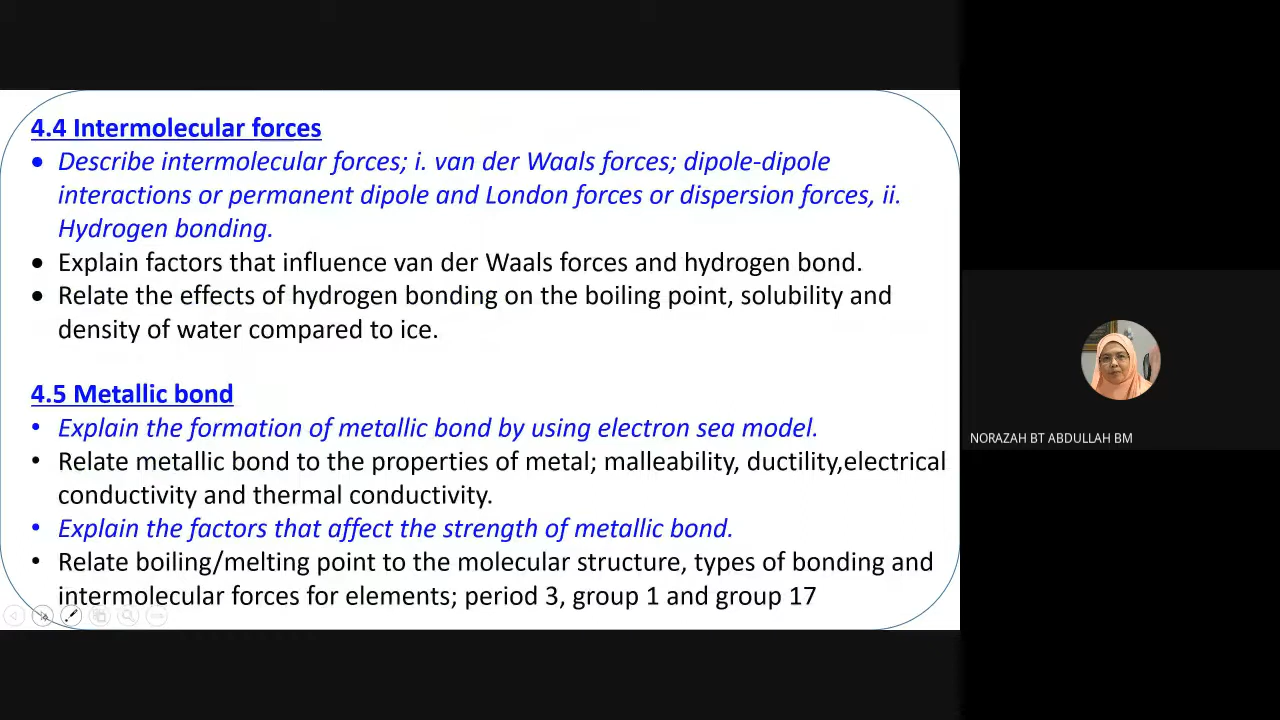 4.4 Intermolecular forces
• Describe intermolecular forces; i. van der Waals forces; dipole-dipole
interactions or permanent dipole and London forces or dispersion forces, ii.
Hydrogen bonding.
• Explain factors that influence van der Waals forces and hydrogen bond.
• Relate the effects of hydrogen bonding on the boiling point, solubility and
density of water compared to ice.
4.5 Metallic bond
• Explain the formation of metallic bond by using electron sea model.
• Relate metallic bond to the properties of metal; malleability, ductility,electrical
conductivity and thermal conductivity.
• Explain the factors that affect the strength of metallic bond.
• Relate boiling/melting point to the molecular structure, types of bonding and
intermolecular forces for elements; period 3, group 1 and group 17
NORAZAH BT ABDULLAH BM